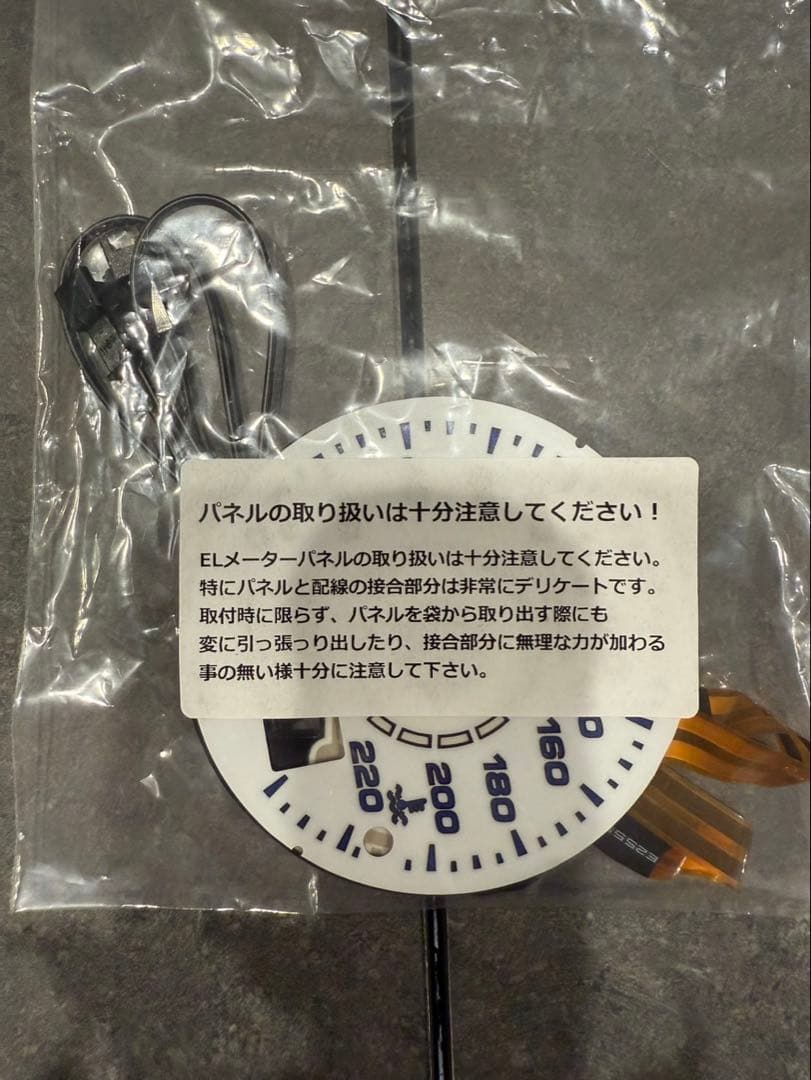 パネルの取り扱いは十分注意してください！
ELメーターパネルの取り扱いは十分注意してください。
特にパネルと配線の接合部分は非常にデリケートです。
取付時に限らず、パネルを袋から取り出す際にも
変に引っ張っり出したり、接合部分に無理な力が加わる
事の無い様十分に注意して下さい。
220
200
180
160